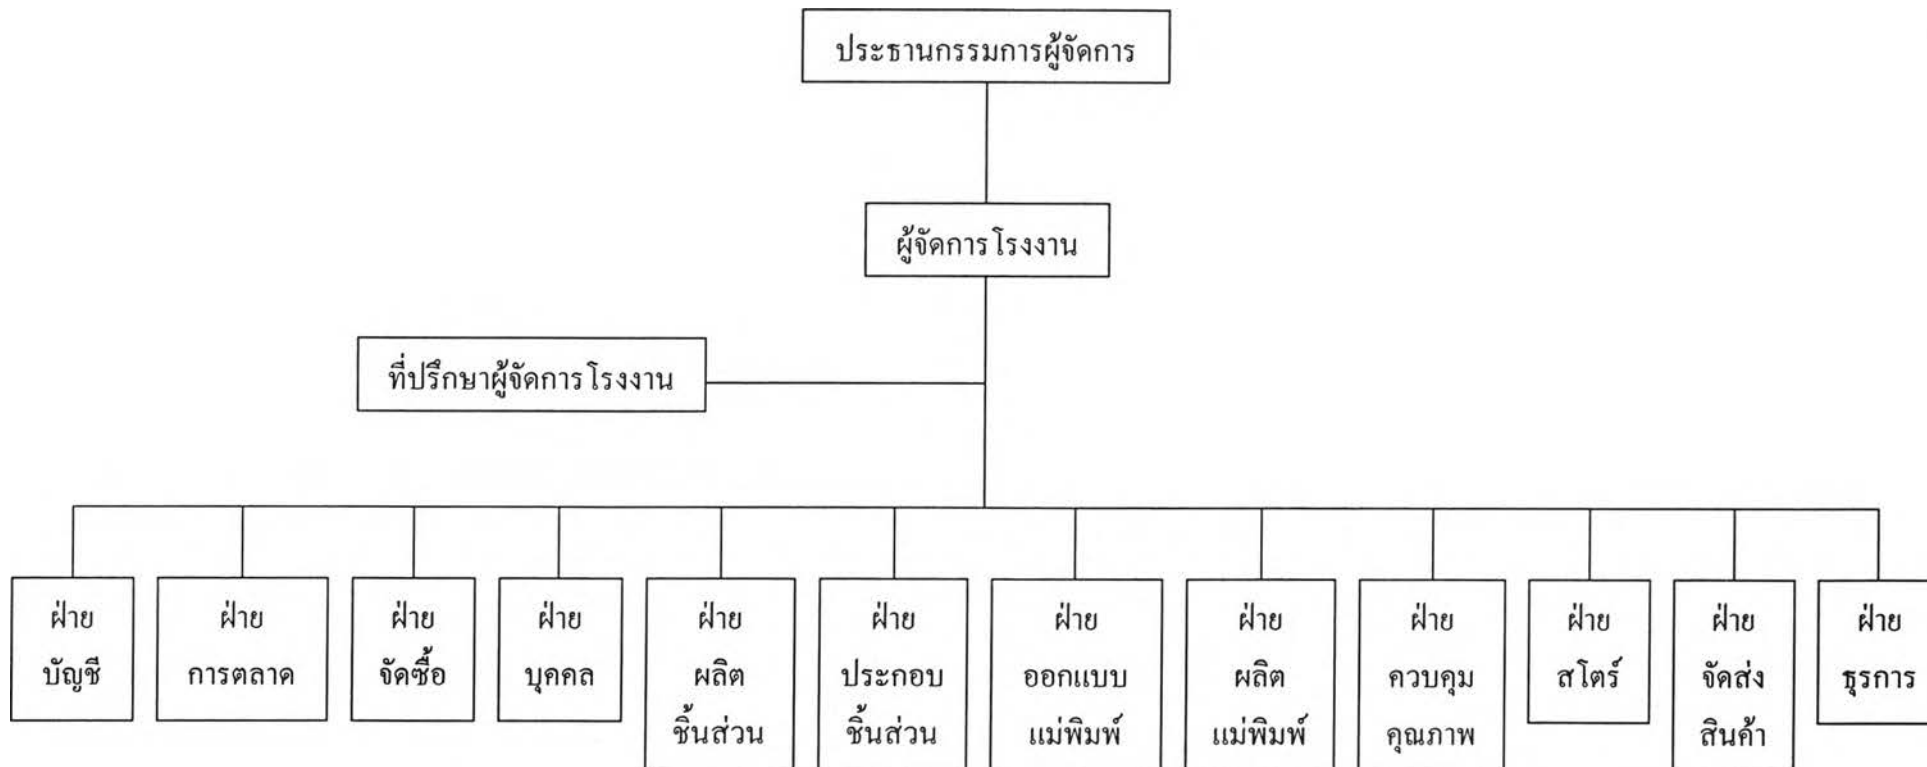 ประธานกรรมการผู้จัดการ
ผู้จัดการโรงงาน
ที่ปรึกษาผู้จัดการโรงงาน
ฝ่าย
บัญชี
ฝ่าย
การตลาด
ฝ่าย
จัดซื้อ
ฝ่าย
บุคคล
ฝ่าย
ผลิต
ชิ้นส่วน
ฝ่าย
ประกอบ
ชิ้นส่วน
ฝ่าย
ออกแบบ
แม่พิมพ์
ฝ่าย
ผลิต
แม่พิมพ์
ฝ่าย
ควบคุม
คุณภาพ
ฝ่าย
สโตร์
ฝ่าย
จัดส่ง
สินค้า
ฝ่าย
ธุรการ